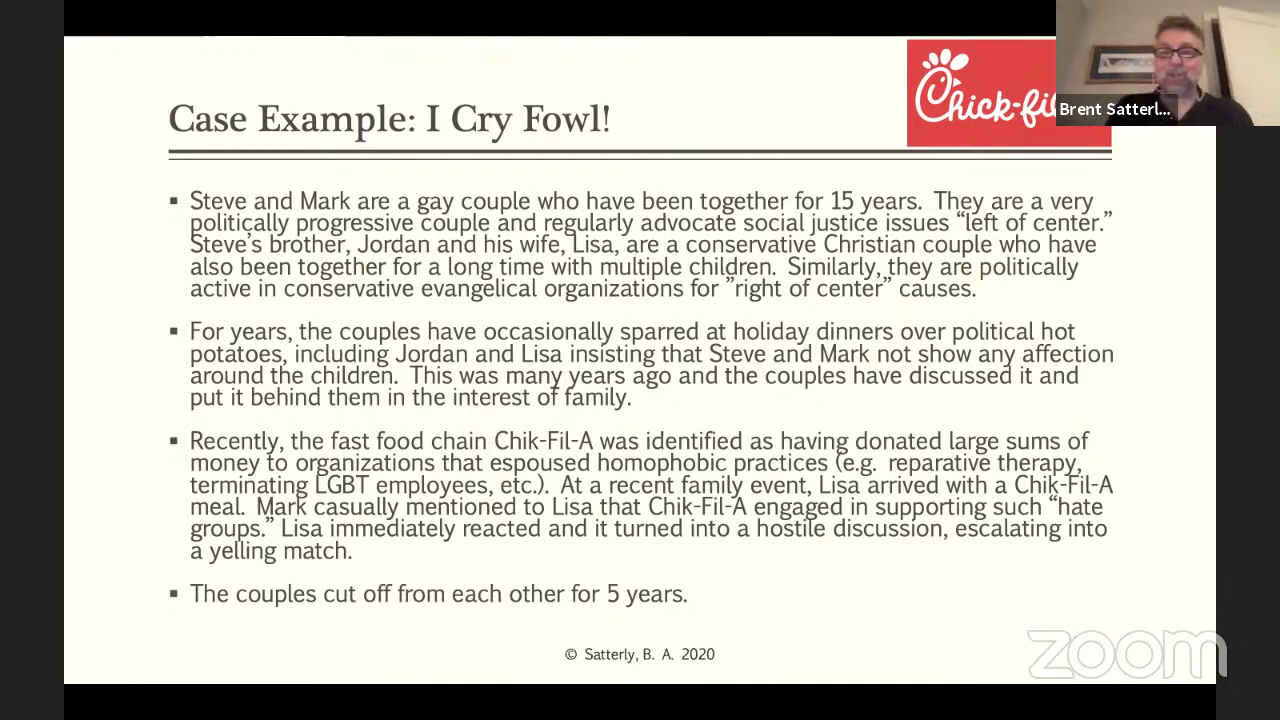 Chick-fil
Brent Satterl...
Case Example: I Cry Fowl!
▪ Steve and Mark are a gay couple who have been together for 15 years. They are a very
politically progressive couple and regularly advocate social justice issues “left of center.”
Steve’s brother, Jordan and his wife, Lisa, are a conservative Christian couple who have
also been together for a long time with multiple children. Similarly, they are politically
active in conservative evangelical organizations for ”right of center” causes.
▪ For years, the couples have occasionally sparred at holiday dinners over political hot
potatoes, including Jordan and Lisa insisting that Steve and Mark not show any affection
around the children. This was many years ago and the couples have discussed it and
put it behind them in the interest of family.
▪ Recently, the fast food chain Chik-Fil-A was identified as having donated large sums of
money to organizations that espoused homophobic practices (e.g. reparative therapy,
terminating LGBT employees, etc.). At a recent family event, Lisa arrived with a Chik-Fil-A
meal. Mark casually mentioned to Lisa that Chik-Fil-A engaged in supporting such “hate
groups.” Lisa immediately reacted and it turned into a hostile discussion, escalating into
a yelling match.
▪ The couples cut off from each other for 5 years.
© Satterly, B. A. 2020
zoom